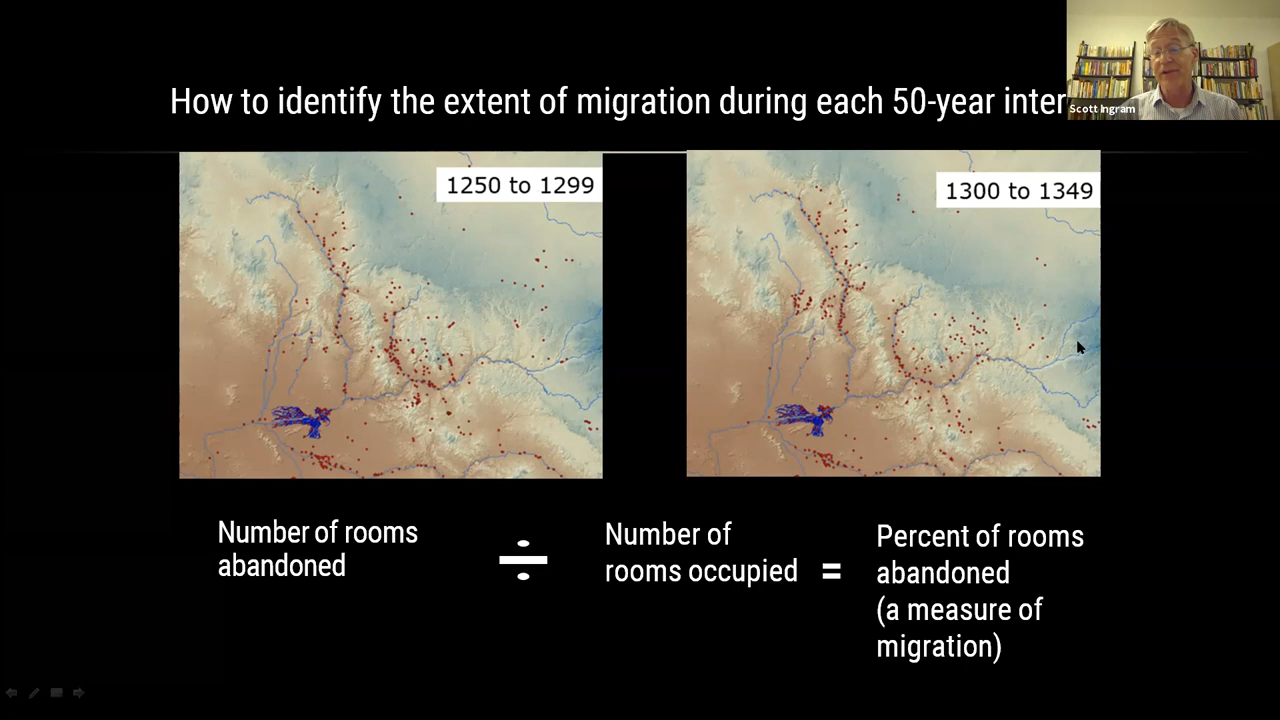 How to identify the extent of migration during each 50-year inter
Scott Ingram
1250 to 1299
1300 to 1349
Number of rooms
abandoned
÷
Number of
rooms occupied
=
Percent of rooms
abandoned
(a measure of
migration)